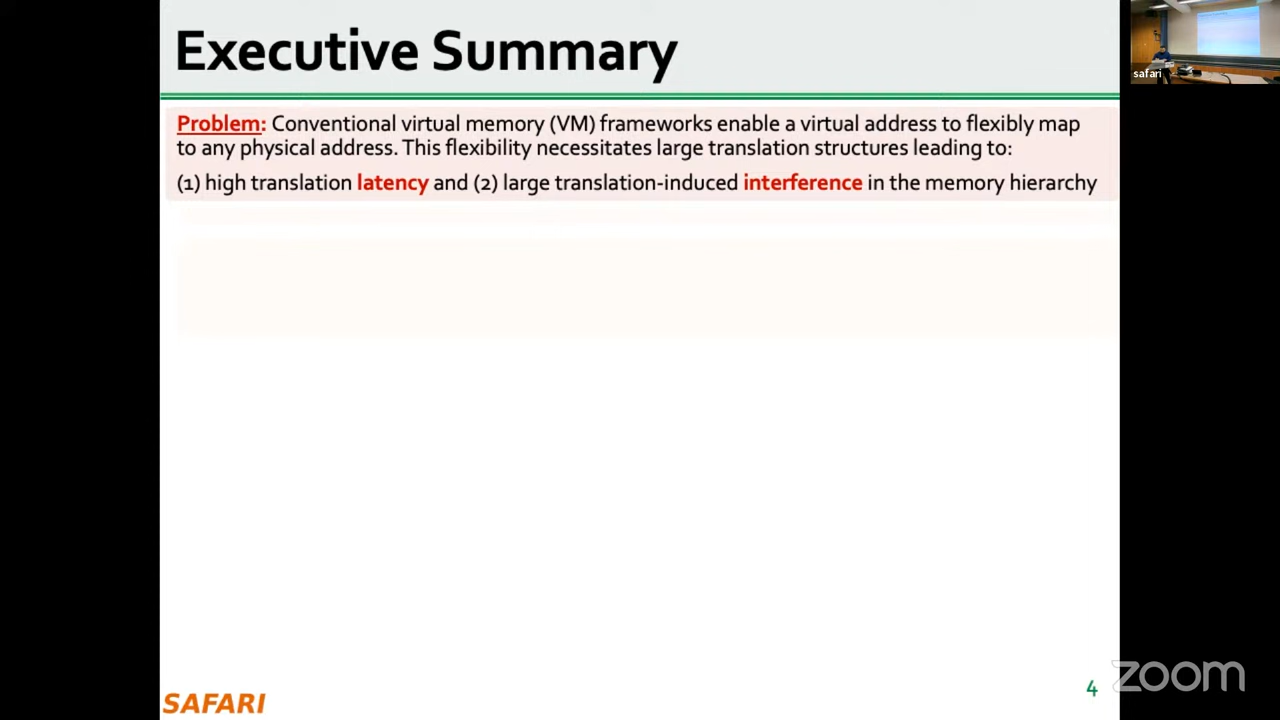 Executive Summary
safari
Problem: Conventional virtual memory (VM) frameworks enable a virtual address to flexibly map
to any physical address. This flexibility necessitates large translation structures leading to:
(1) high translation latency and (2) large translation-induced interference in the memory hierarchy
SAFARI
4
zoom